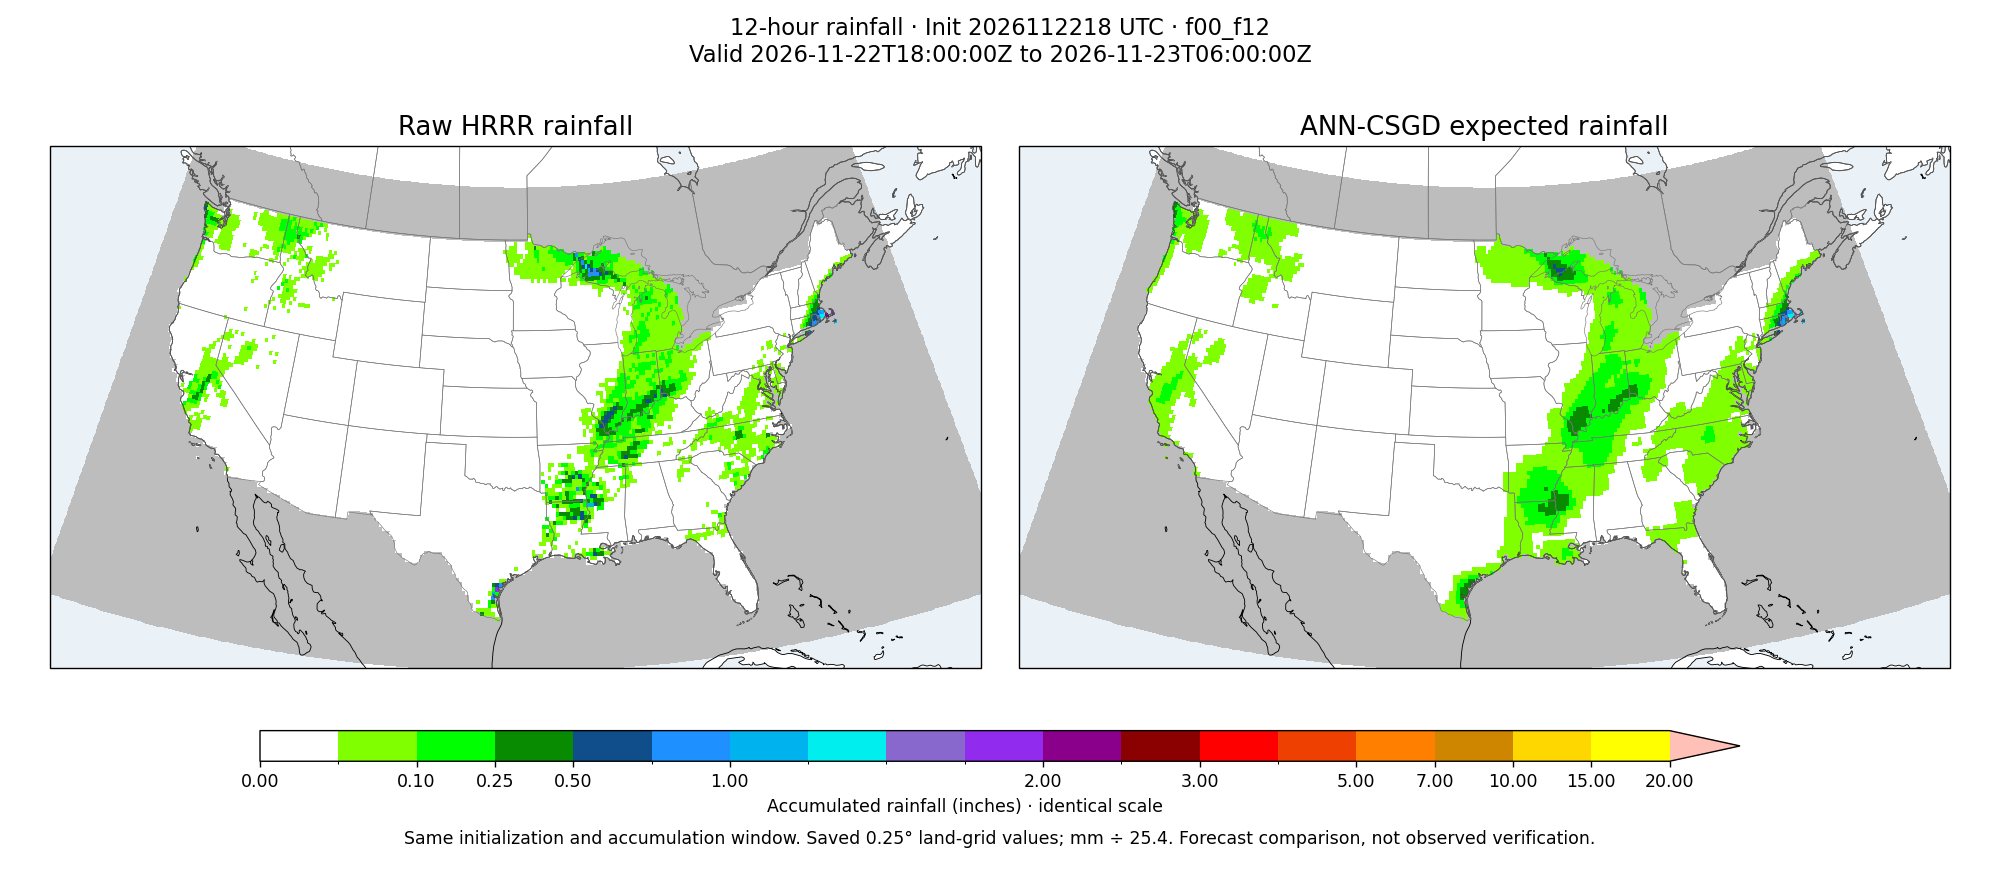 12-hour rainfall · Init 2026112218 UTC · f00_f12
Valid 2026-11-22T18:00:00Z to 2026-11-23T06:00:00Z
Raw HRRR rainfall
ANN-CSGD expected rainfall
0.00 0.10 0.25 0.50 1.00 2.00 3.00 5.00 7.00 10.00 15.00 20.00
Accumulated rainfall (inches) · identical scale
Same initialization and accumulation window. Saved 0.25° land-grid values; mm ÷ 25.4. Forecast comparison, not observed verification.